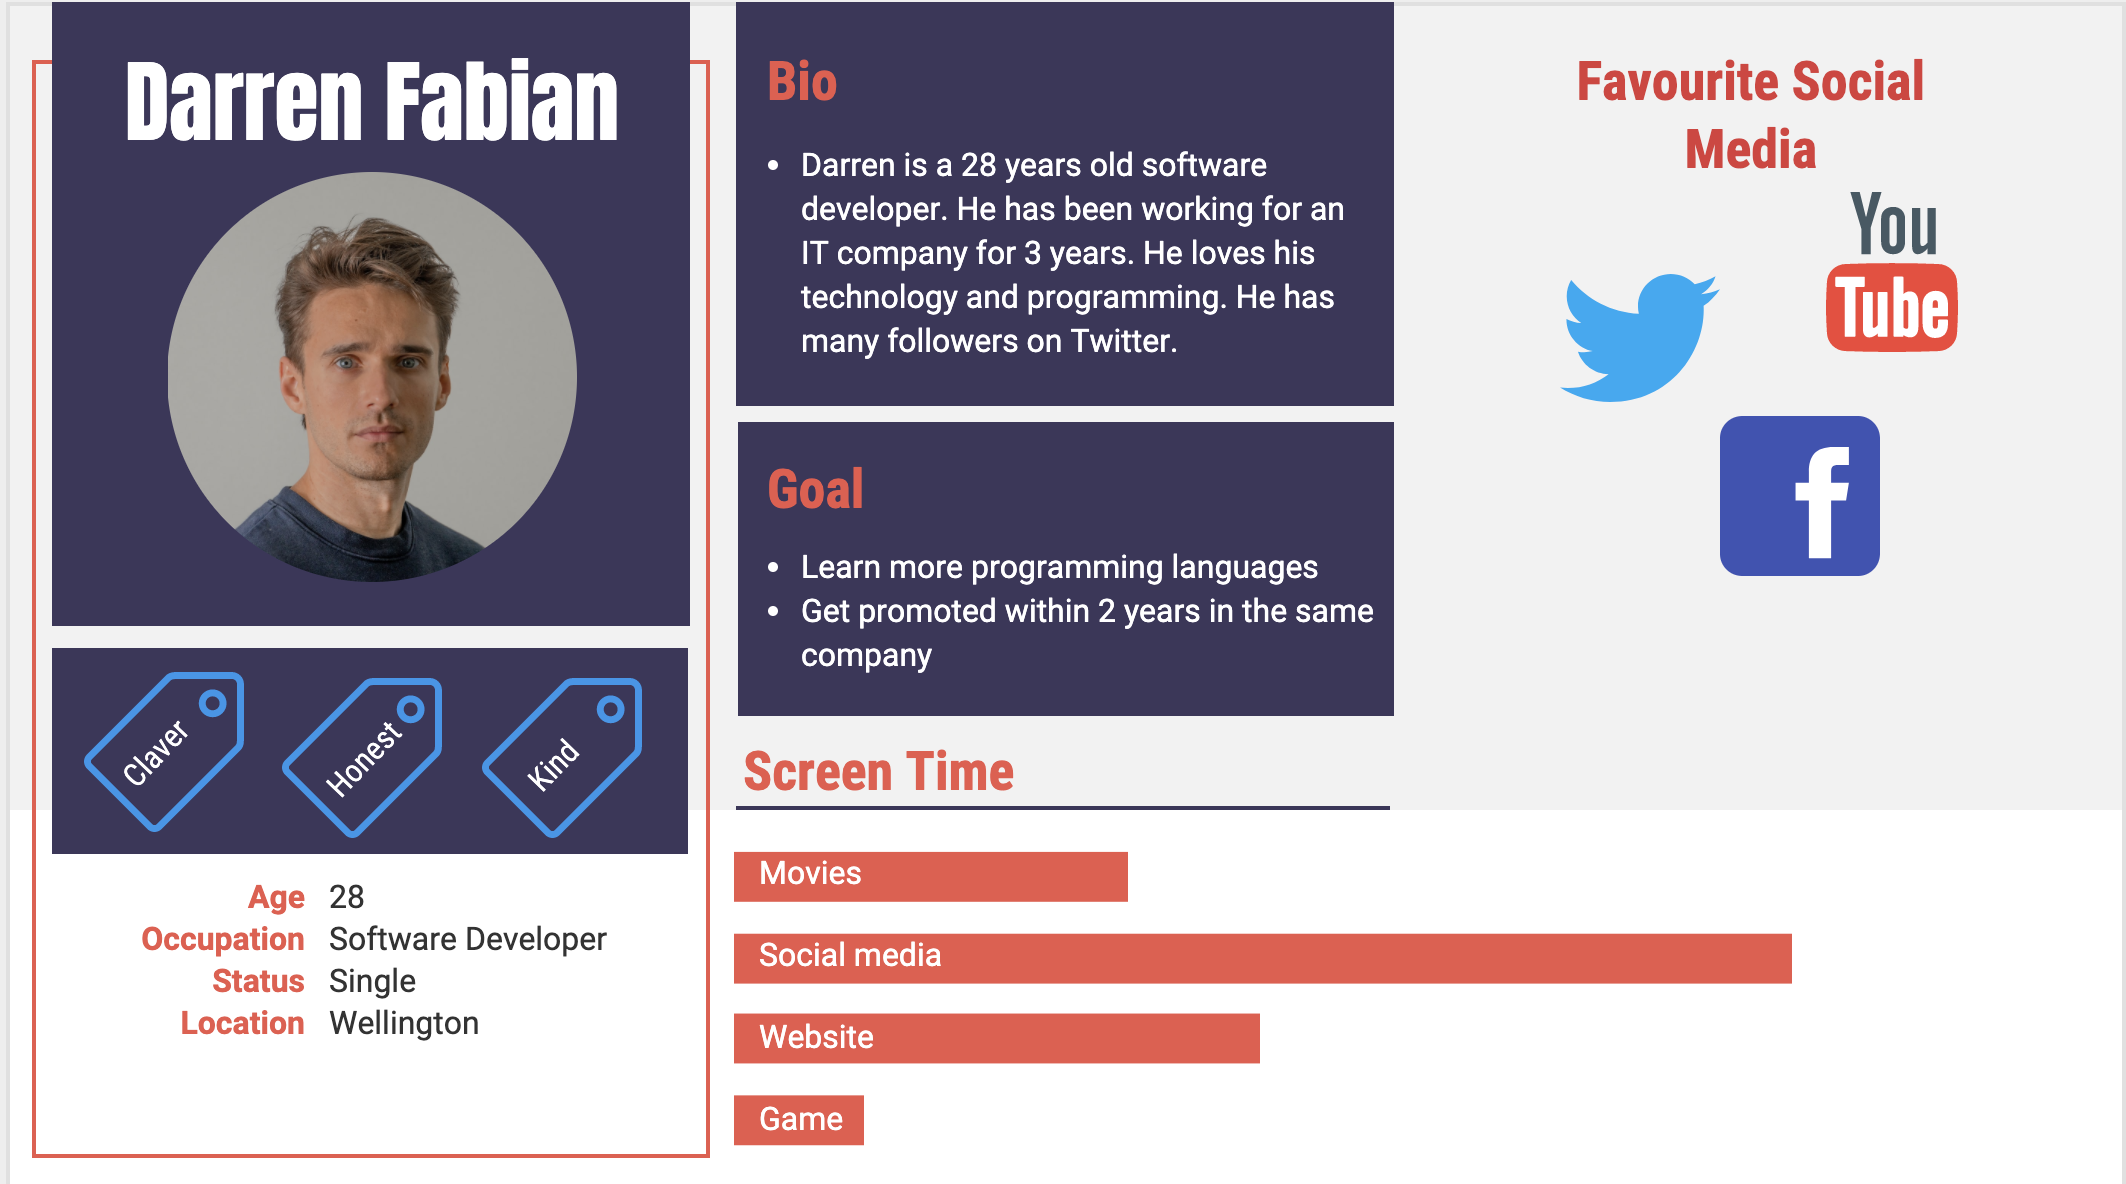 Darren Fabian
Claver
Honest
Kind
Age 28
Occupation Software Developer
Status Single
Location Wellington
Bio
• Darren is a 28 years old software
developer. He has been working for an
IT company for 3 years. He loves his
technology and programming. He has
many followers on Twitter.
Goal
• Learn more programming languages
• Get promoted within 2 years in the same
company
Screen Time
Movies
Social media
Website
Game
Favourite Social
Media
You
Tube
f